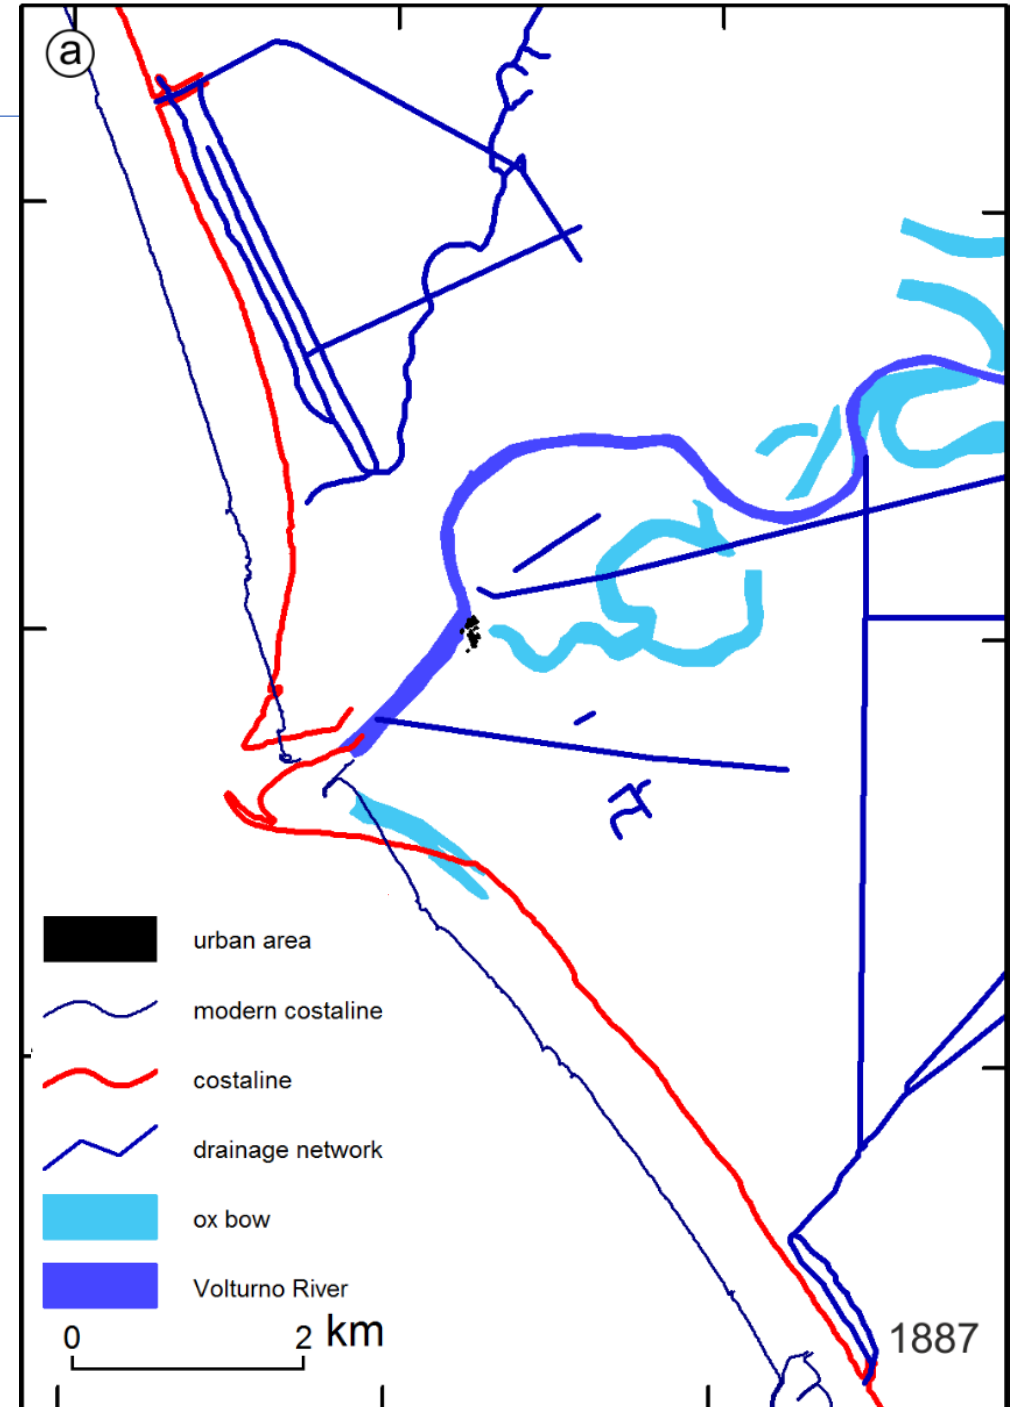 a
urban area
modern costaline
costaline
drainage network
ox bow
Volturno River
0 2 km
1887